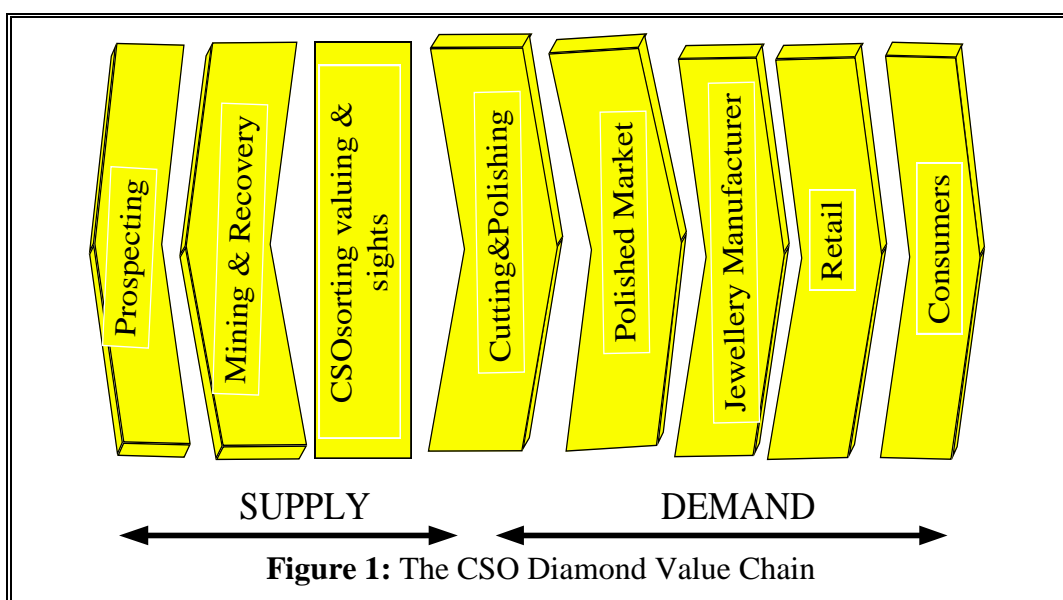 Prospecting
Mining & Recovery
CSOsorting valuing &
sights
Cutting&Polishing
Polished Market
Jewellery Manufacturer
Retail
Consumers
SUPPLY
DEMAND
Figure 1: The CSO Diamond Value Chain